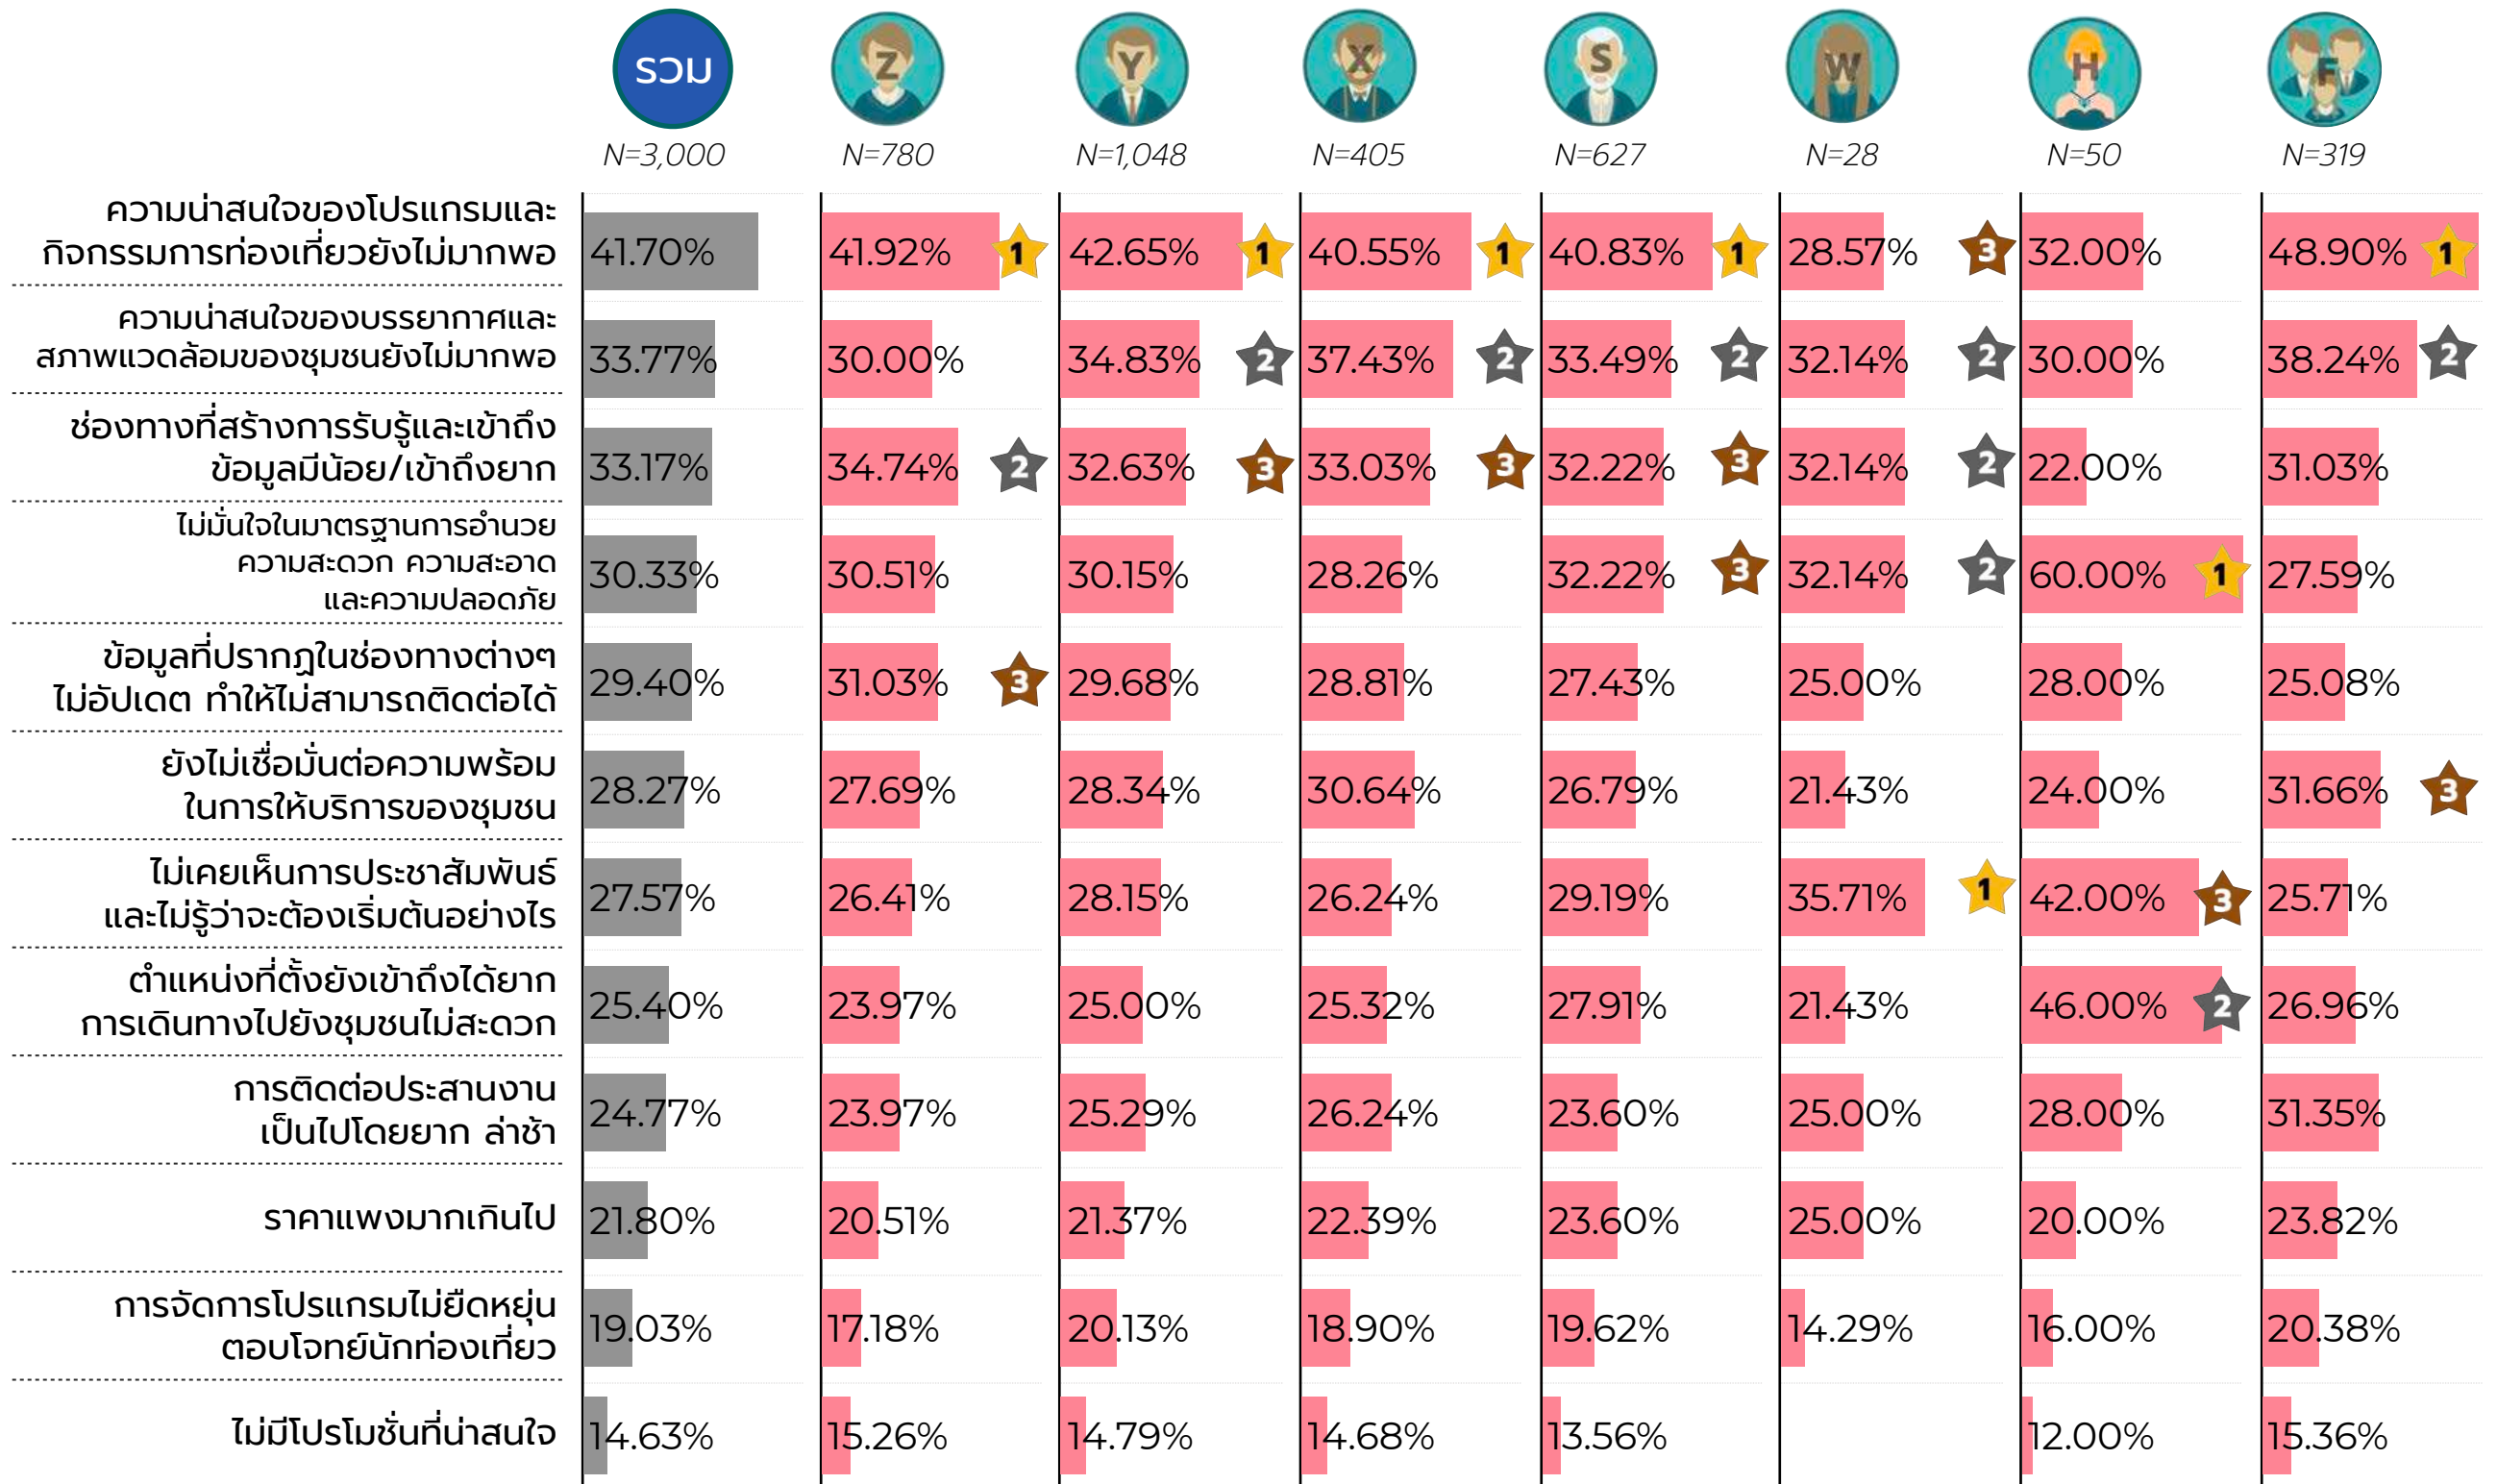 รวม Z Y X S W H F
N=3,000 N=780 N=1,048 N=405 N=627 N=28 N=50 N=319
ความน่าสนใจของโปรแกรมและ
กิจกรรมการท่องเที่ยวยังไม่มากพอ
41.70% 41.92% 1 42.65% 1 40.55% 1 40.83% 1 28.57% 3 32.00% 48.90% 1
ความน่าสนใจของบรรยากาศและ
สภาพแวดล้อมของชุมชนยังไม่มากพอ
33.77% 30.00% 34.83% 2 37.43% 2 33.49% 2 32.14% 2 30.00% 38.24% 2
ช่องทางที่สร้างการรับรู้และเข้าถึง
ข้อมูลมีน้อย/เข้าถึงยาก
33.17% 34.74% 2 32.63% 3 33.03% 3 32.22% 3 32.14% 2 22.00% 31.03%
ไม่มั่นใจในมาตรฐานการอำนวย
ความสะดวก ความสะอาด
และความปลอดภัย
30.33% 30.51% 30.15% 28.26% 32.22% 3 32.14% 2 60.00% 1 27.59%
ข้อมูลที่ปรากฏในช่องทางต่างๆ
ไม่อัปเดต ทำให้ไม่สามารถติดต่อได้
29.40% 31.03% 3 29.68% 28.81% 27.43% 25.00% 28.00% 25.08%
ยังไม่เชื่อมั่นต่อความพร้อม
ในการให้บริการของชุมชน
28.27% 27.69% 28.34% 30.64% 26.79% 21.43% 24.00% 31.66% 3
ไม่เคยเห็นการประชาสัมพันธ์
และไม่รู้ว่าจะต้องเริ่มต้นอย่างไร
27.57% 26.41% 28.15% 26.24% 29.19% 35.71% 1 42.00% 3 25.71%
ตำแหน่งที่ตั้งยังเข้าถึงได้ยาก
การเดินทางไปยังชุมชนไม่สะดวก
25.40% 23.97% 25.00% 25.32% 27.91% 21.43% 46.00% 2 26.96%
การติดต่อประสานงาน
เป็นไปโดยยาก ล่าช้า
24.77% 23.97% 25.29% 26.24% 23.60% 25.00% 28.00% 31.35%
ราคาแพงมากเกินไป
21.80% 20.51% 21.37% 22.39% 23.60% 25.00% 20.00% 23.82%
การจัดการโปรแกรมไม่ยืดหยุ่น
ตอบโจทย์นักท่องเที่ยว
19.03% 17.18% 20.13% 18.90% 19.62% 14.29% 16.00% 20.38%
ไม่มีโปรโมชั่นที่น่าสนใจ
14.63% 15.26% 14.79% 14.68% 13.56% 12.00% 15.36%